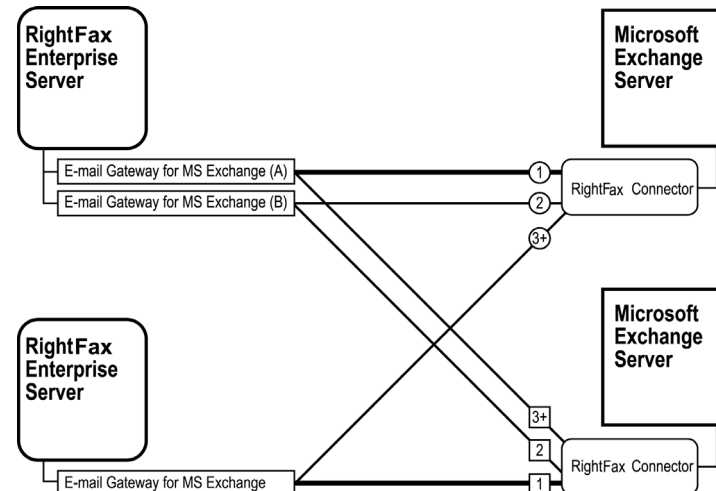 RightFax
Enterprise
Server
Microsoft
Exchange
Server
E-mail Gateway for MS Exchange (A)
1
RightFax Connector
E-mail Gateway for MS Exchange (B)
2
3+
RightFax
Enterprise
Server
Microsoft
Exchange
Server
3+
2
RightFax Connector
E-mail Gateway for MS Exchange
1